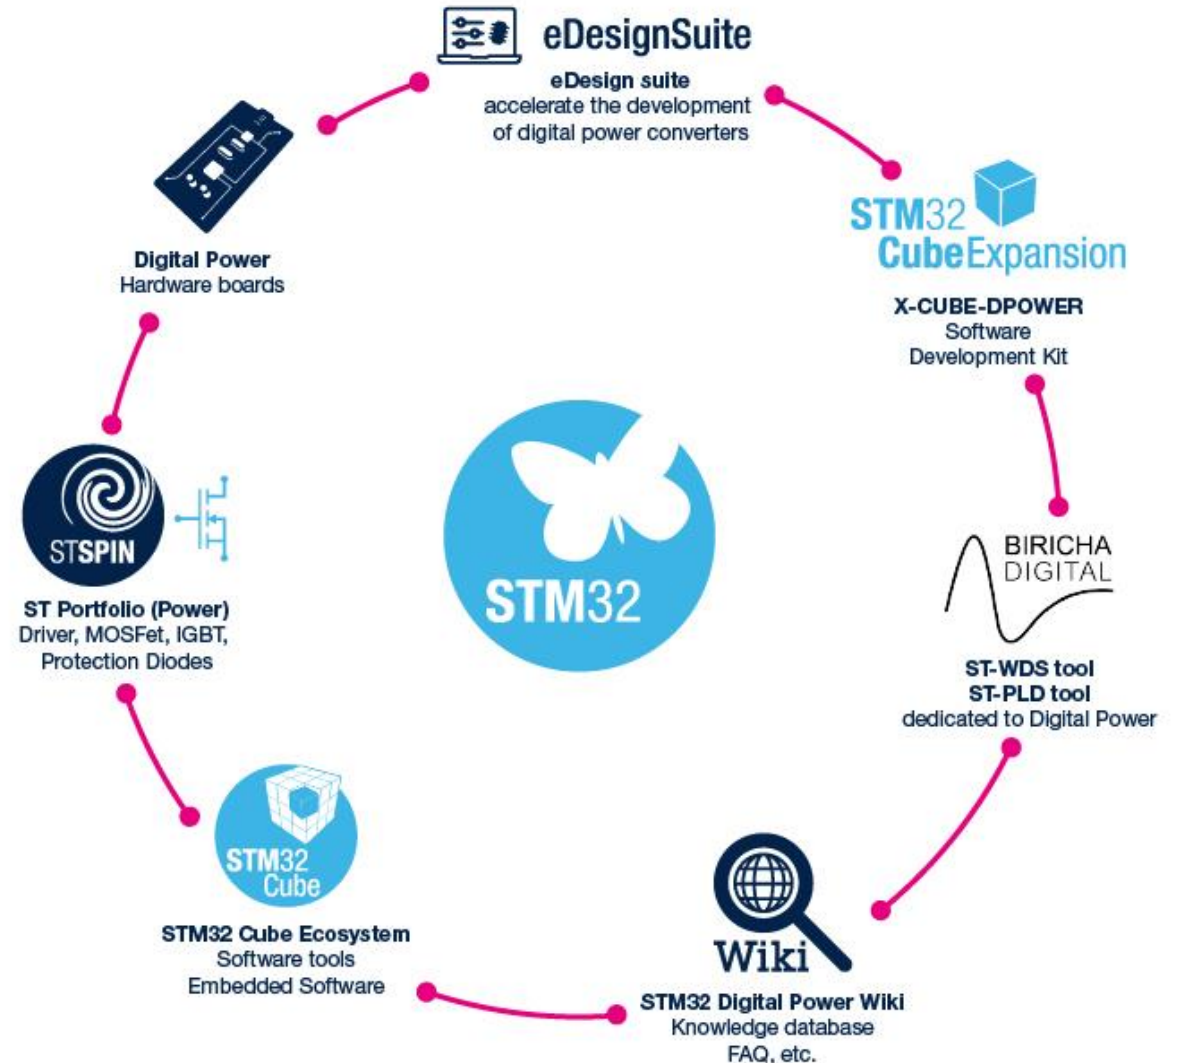 eDesignSuite
eDesign suite
accelerate the development
of digital power converters
STM32
CubeExpansion
X-CUBE-DPOWER
Software
Development Kit
BIRICHA
DIGITAL
ST-WDS tool
ST-PLD tool
dedicated to Digital Power
Wiki
STM32 Digital Power Wiki
Knowledge database
FAQ, etc.
STM32
Cube
STM32 Cube Ecosystem
Software tools
Embedded Software
STSPIN
ST Portfolio (Power)
Driver, MOSFet, IGBT,
Protection Diodes
Digital Power
Hardware boards
STM32